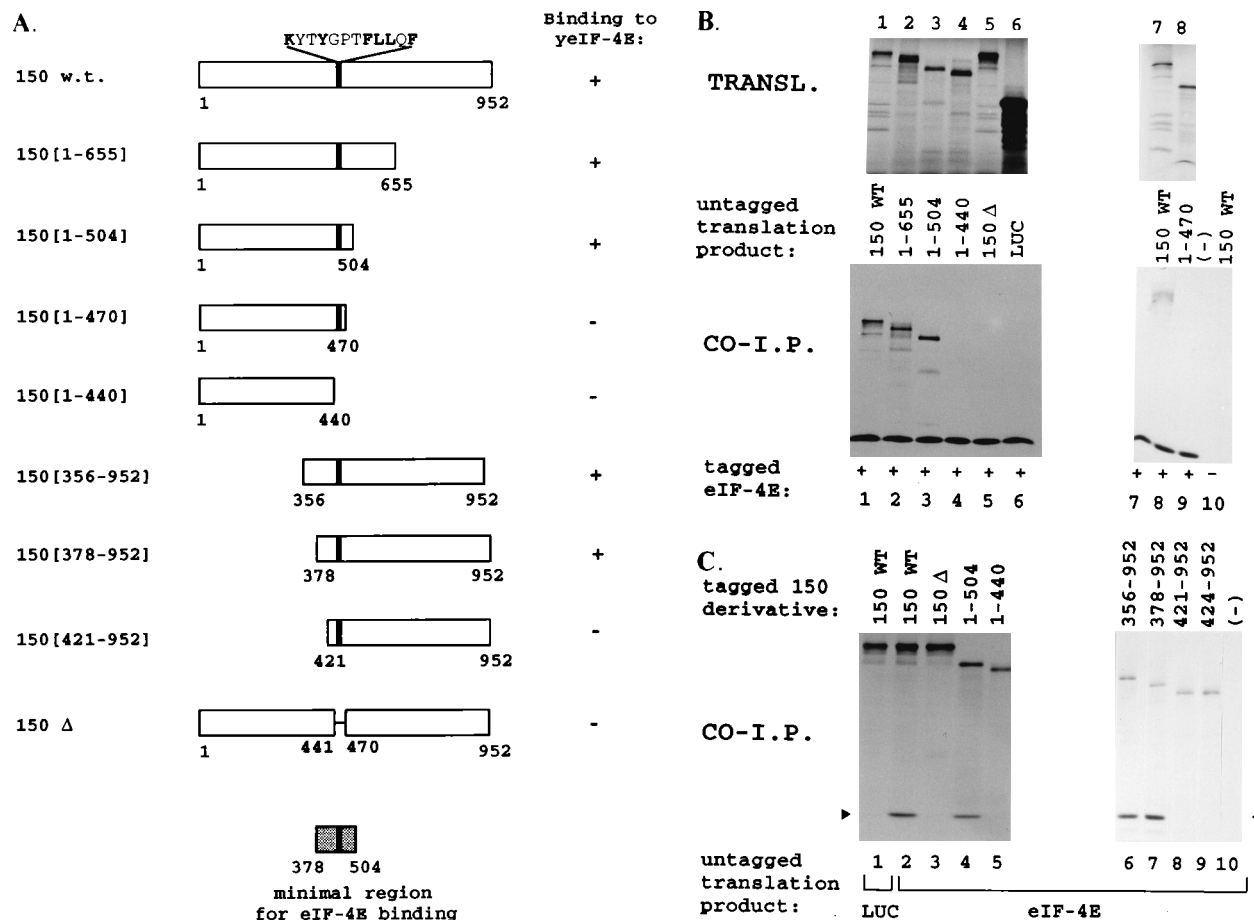 A.
KYTYGPTFLLQF
Binding to
yeIF-4E:
150 w.t.
1
952
+
150[1-655]
1
655
+
150[1-504]
1
504
+
150[1-470]
1
470
-
150[1-440]
1
440
-
150[356-952]
356
952
+
150[378-952]
378
952
+
150[421-952]
421
952
-
150 Δ
1
441
470
952
-
378
504
minimal region
for eIF-4E binding
B.
1 2 3 4 5 6
7 8
TRANSL.
untagged
translation
product:
150 WT
1-655
1-504
1-440
150 Δ
LUC
150 WT
1-470
(-)
150 WT
CO-I.P.
tagged
eIF-4E:
+ + + + + +
+ + + -
1 2 3 4 5 6
7 8 9 10
C.
tagged 150
derivative:
150 WT
150 WT
150 Δ
1-504
1-440
356-952
378-952
421-952
424-952
(-)
CO-I.P.
untagged
translation
product:
1 2 3 4 5
6 7 8 9 10
LUC
eIF-4E